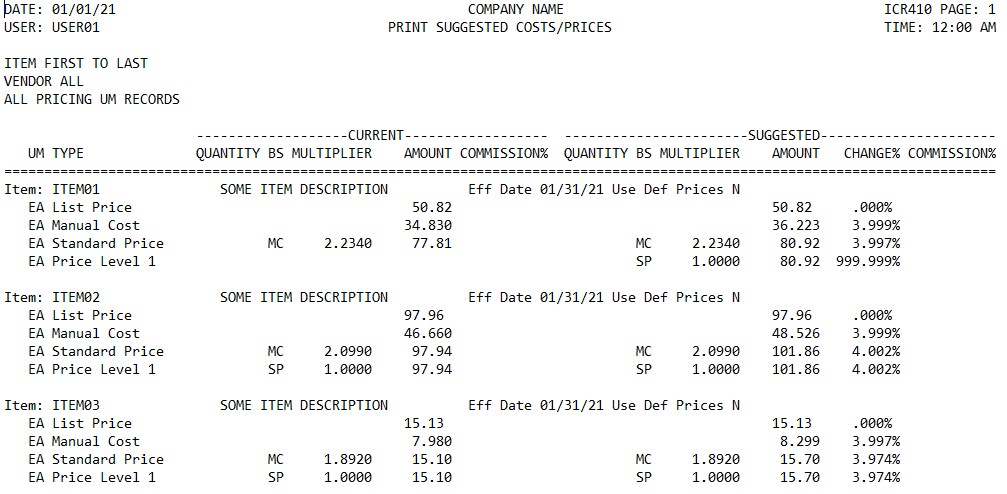 DATE: 01/01/21 COMPANY NAME ICR410 PAGE: 1
USER: USER01 PRINT SUGGESTED COSTS/PRICES TIME: 12:00 AM
ITEM FIRST TO LAST
VENDOR ALL
ALL PRICING UM RECORDS
-------------------CURRENT------------------ -----------------------SUGGESTED----------------------
UM TYPE QUANTITY BS MULTIPLIER AMOUNT COMMISSION% QUANTITY BS MULTIPLIER AMOUNT CHANGE% COMMISSION%
============================================================================================================================
Item: ITEM01 SOME ITEM DESCRIPTION Eff Date 01/31/21 Use Def Prices N
EA List Price 50.82 50.82 .000%
EA Manual Cost 34.830 36.223 3.999%
EA Standard Price MC 2.2340 77.81 MC 2.2340 80.92 3.997%
EA Price Level 1 SP 1.0000 80.92 999.999%
Item: ITEM02 SOME ITEM DESCRIPTION Eff Date 01/31/21 Use Def Prices N
EA List Price 97.96 97.96 .000%
EA Manual Cost 46.660 48.526 3.999%
EA Standard Price MC 2.0990 97.94 MC 2.0990 101.86 4.002%
EA Price Level 1 SP 1.0000 97.94 SP 1.0000 101.86 4.002%
Item: ITEM03 SOME ITEM DESCRIPTION Eff Date 01/31/21 Use Def Prices N
EA List Price 15.13 15.13 .000%
EA Manual Cost 7.980 8.299 3.997%
EA Standard Price MC 1.8920 15.10 MC 1.8920 15.70 3.974%
EA Price Level 1 SP 1.0000 15.10 SP 1.0000 15.70 3.974%